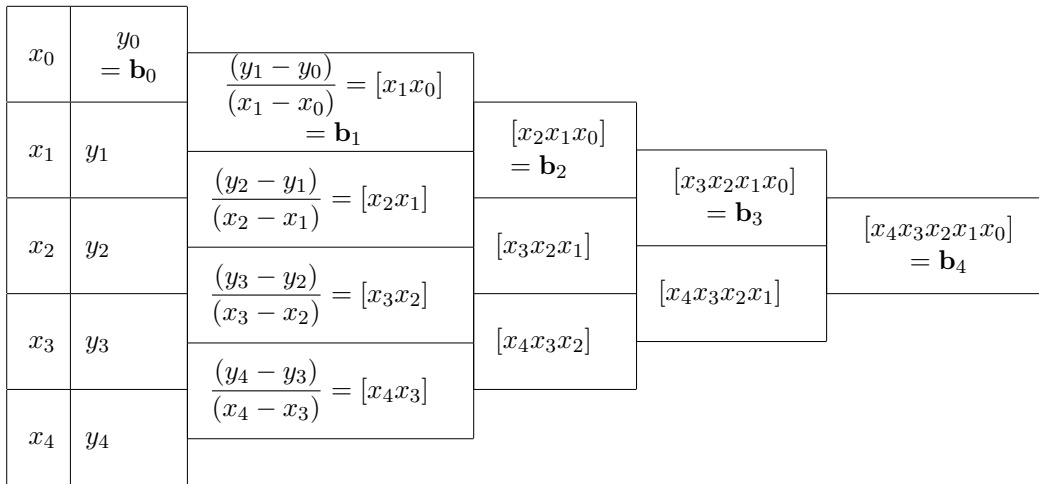 x_0 y_0
= b_0
(y_1 − y_0)/(x_1 − x_0) = [x_1x_0]
= b_1
x_1 y_1
[x_2x_1x_0]
= b_2
(y_2 − y_1)/(x_2 − x_1) = [x_2x_1]
[x_3x_2x_1x_0]
= b_3
x_2 y_2
[x_3x_2x_1]
[x_4x_3x_2x_1x_0]
= b_4
(y_3 − y_2)/(x_3 − x_2) = [x_3x_2]
[x_4x_3x_2x_1]
x_3 y_3
[x_4x_3x_2]
(y_4 − y_3)/(x_4 − x_3) = [x_4x_3]
x_4 y_4